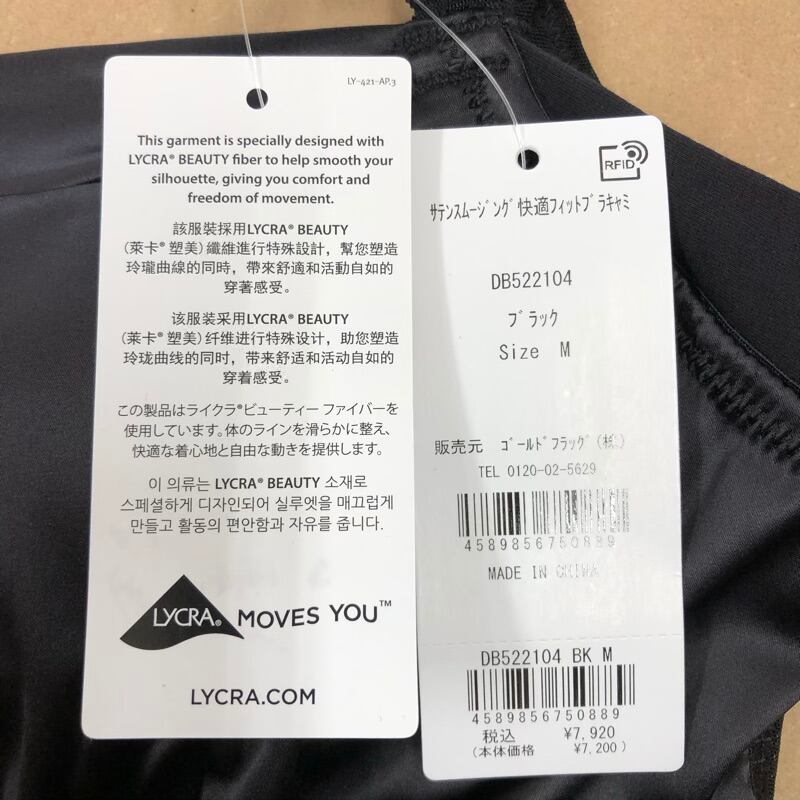 LY-421-AP.3
This garment is specially designed with
LYCRA® BEAUTY fiber to help smooth your
silhouette, giving you comfort and
freedom of movement.
該服裝採用LYCRA® BEAUTY
（萊卡® 塑美）纖維進行特殊設計，幫您塑造
玲瓏曲線的同時，帶來舒適和活動自如的
穿著感受。
该服装采用LYCRA® BEAUTY
（莱卡® 塑美）纤维进行特殊设计，助您塑造
玲珑曲线的同时，带来舒适和活动自如的
穿着感受。
この製品はライクラ®ビューティー ファイバーを
使用しています。体のラインを滑らかに整え、
快適な着心地と自由な動きを提供します。
이 의류는 LYCRA® BEAUTY 소재로
스페셜하게 디자인되어 실루엣을 매끄럽게
만들고 활동의 편안함과 자유를 줍니다.
LYCRA® MOVES YOU™
LYCRA.COM
RFID
ｻﾃﾝｽﾑｰｼﾞﾝｸﾞ快適フィットﾌﾞﾗｷｬﾐ
DB522104
ﾌﾞﾗｯｸ
Size M
販売元 ｺﾞｰﾙﾄﾞﾌﾗｯｸﾞ(株)
TEL 0120-02-5629
4589856750889
MADE IN CHINA
DB522104 BK M
4589856750889
税込 ¥7,920
(本体価格 ¥7,200)